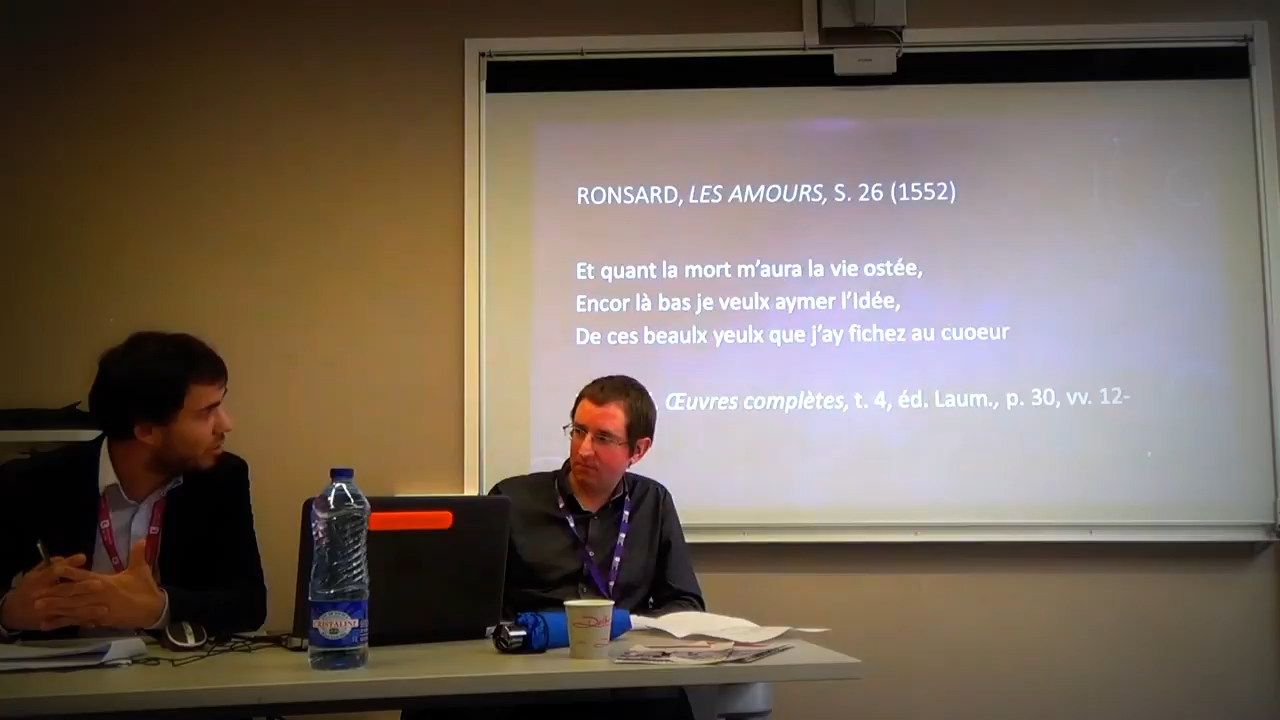 RONSARD, LES AMOURS, S. 26 (1552)
Et quant la mort m’aura la vie ostée,
Encor là bas je veulx aymer l’Idée,
De ces beaulx yeulx que j’ay fichez au cuoeur
Œuvres complètes, t. 4, éd. Laum., p. 30, vv. 12-
CRISTALINE